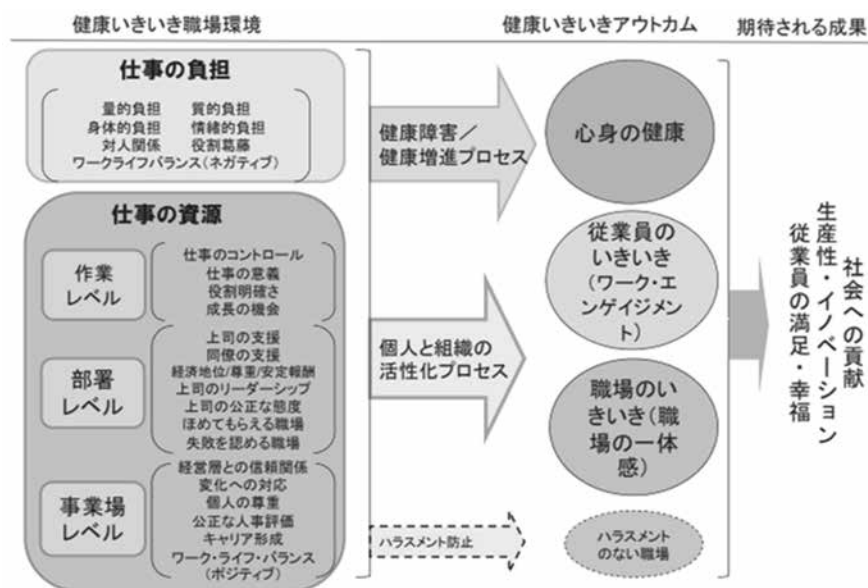 健康いきいき職場環境
健康いきいきアウトカム
期待される成果
仕事の負担
量的負担 質的負担
身体的負担 情緒的負担
対人関係 役割葛藤
ワークライフバランス(ネガティブ)
仕事の資源
作業
レベル
仕事のコントロール
仕事の意義
役割明確さ
成長の機会
部署
レベル
上司の支援
同僚の支援
経済地位/尊重/安定報酬
上司のリーダーシップ
上司の公正な態度
ほめてもらえる職場
失敗を認める職場
事業場
レベル
経営層との信頼関係
変化への対応
個人の尊重
公正な人事評価
キャリア形成
ワーク・ライフ・バランス
(ポジティブ)
健康障害/
健康増進プロセス
個人と組織の
活性化プロセス
ハラスメント防止
心身の健康
従業員の
いきいき
(ワーク・エ
ンゲイジメン
ト)
職場のい
きいき(職
場の一体
感)
ハラスメント
のない職場
社会への貢献
生産性・イノベーション
従業員の満足・幸福